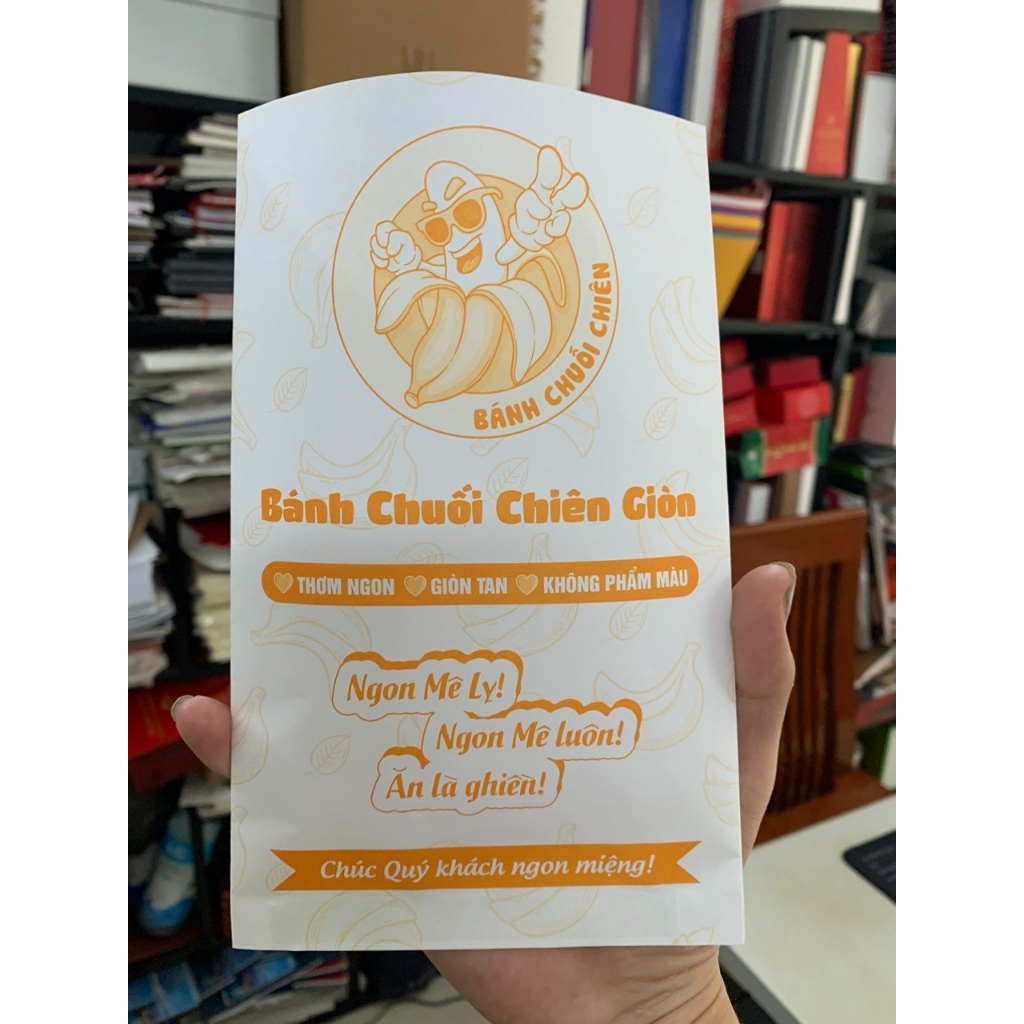 BÁNH CHUỐI CHIÊN
Bánh Chuối Chiên Giòn
THƠM NGON GIÒN TAN KHÔNG PHẨM MÀU
Ngon Mê Ly!
Ngon Mê luôn!
Ăn là ghiền!
Chúc Quý khách ngon miệng!